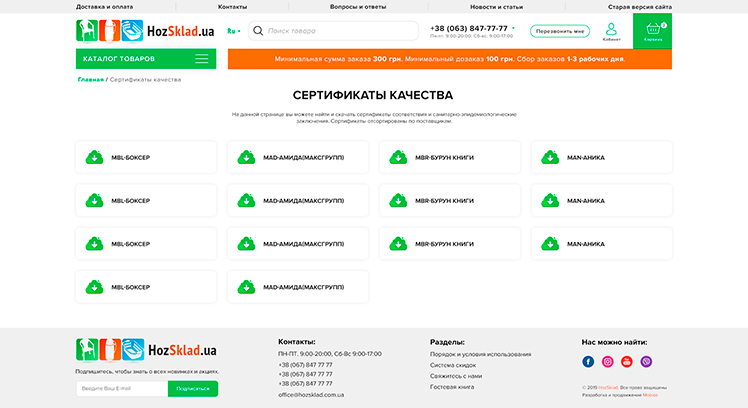 Доставка и оплата
Контакты
Вопросы и ответы
Новости и статьи
Старая версия сайта
HozSklad.ua
Ru
Поиск товара
+38 (063) 847-77-77
Пн-пт. 9:00-20:00, Сб-вс. 9:00-17:00
Перезвонить мне
Кабинет
Корзина
КАТАЛОГ ТОВАРОВ
Минимальная сумма заказа 300 грн, Минимальный дозаказ 100 грн, Сбор заказов 1-3 рабочих дня.
Главная / Сертификаты качества
СЕРТИФИКАТЫ КАЧЕСТВА
На данной странице вы можете найти и скачать сертификаты соответствия и санитарно-эпидемиологические
заключения. Сертификаты отсортированы по поставщикам.
MBL-БОКСЕР
MAD-АМИДА(МАКСГРУПП)
MBR-БУРУН КНИГИ
MAN-АНИКА
MBL-БОКСЕР
MAD-АМИДА(МАКСГРУПП)
MBR-БУРУН КНИГИ
MAN-АНИКА
MBL-БОКСЕР
MAD-АМИДА(МАКСГРУПП)
MBR-БУРУН КНИГИ
MAN-АНИКА
MBL-БОКСЕР
MAD-АМИДА(МАКСГРУПП)
HozSklad.ua
Подпишитесь, чтобы знать о всех новинках и акциях.
Введите Ваш E-mail
Подписаться
Контакты:
ПН-ПТ. 9:00-20:00, Сб-Вс 9:00-17:00
+38 (067) 847 77 77
+38 (067) 847 77 77
+38 (067) 847 77 77
office@hozsklad.com.ua
Разделы:
Порядок и условия использования
Система скидок
Свяжитесь с нами
Гостевая книга
Нас можно найти:
© 2019 HozSklad. Все права защищены
Разработка и продвижение